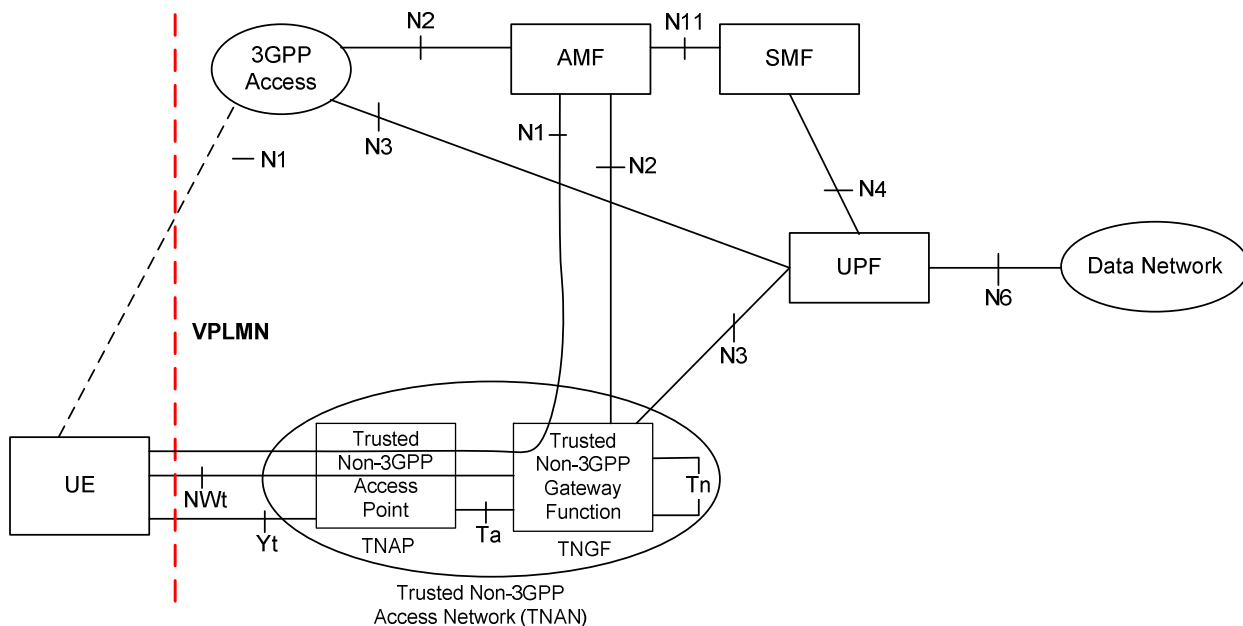 N2
N11
3GPP
Access
AMF
SMF
N3
N1
N1
N2
N4
UPF
Data Network
N6
N3
VPLMN
UE
NWt
Yt
Trusted
Non-3GPP
Access
Point
TNAP
Ta
Trusted
Non-3GPP
Gateway
Function
TNGF
Tn
Trusted Non-3GPP
Access Network (TNAN)